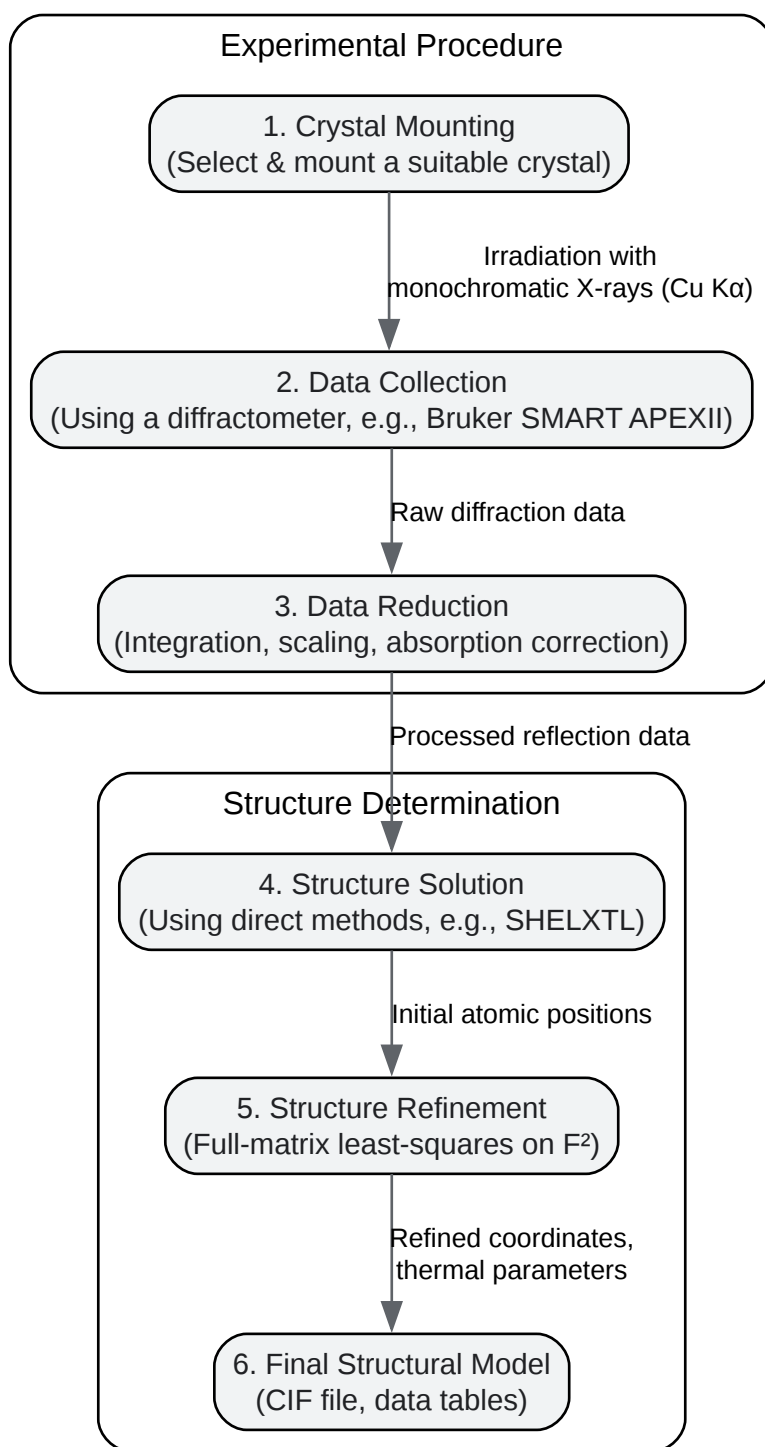 Experimental Procedure
1. Crystal Mounting
(Select & mount a suitable crystal)
Irradiation with
monochromatic X-rays (Cu Kα)
2. Data Collection
(Using a diffractometer, e.g., Bruker SMART APEXII)
Raw diffraction data
3. Data Reduction
(Integration, scaling, absorption correction)
Processed reflection data
Structure Determination
4. Structure Solution
(Using direct methods, e.g., SHELXTL)
Initial atomic positions
5. Structure Refinement
(Full-matrix least-squares on F²)
Refined coordinates,
thermal parameters
6. Final Structural Model
(CIF file, data tables)